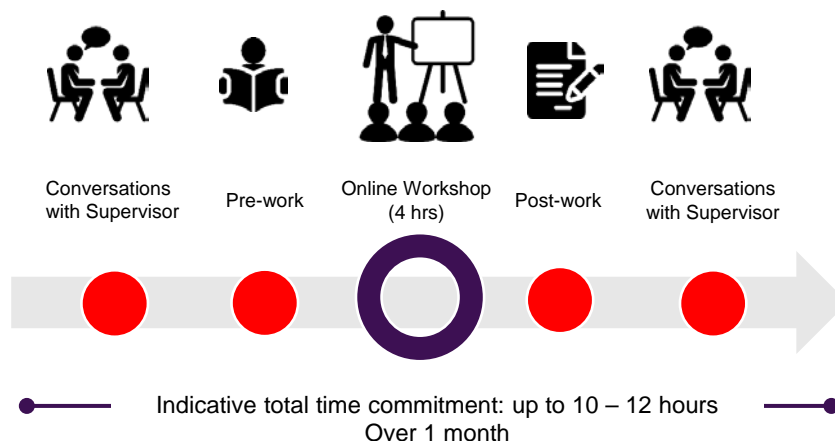 Conversations
with Supervisor
Pre-work
Online Workshop
(4 hrs)
Post-work
Conversations
with Supervisor
Indicative total time commitment: up to 10 – 12 hours
Over 1 month